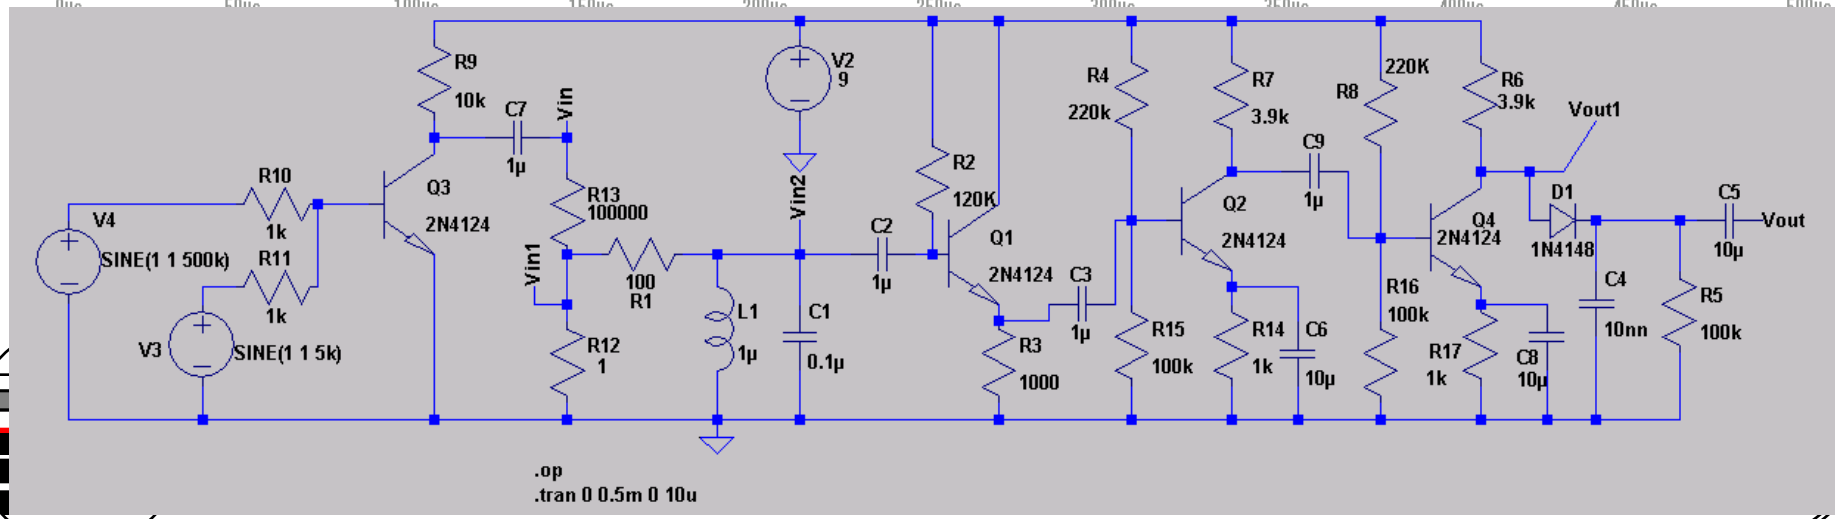 R9
10k
C7
1µ
Vin
V2
9
R4
220k
R7
3.9k
220K
R8
R6
3.9k
Vout1
R10
1k
Q3
2N4124
R13
100000
Vin2
R2
120K
C9
1µ
Q2
2N4124
D1
1N4148
Q4
2N4124
C5
10µ
Vout
V4
SINE(1 1 500k)
R11
1k
Vin1
100
R1
C2
1µ
Q1
2N4124
C3
1µ
V3
SINE(1 1 5k)
R12
1
L1
1µ
C1
0.1µ
R3
1000
R15
100k
R14
1k
C6
10µ
R16
100k
R17
1k
C8
10µ
C4
10nn
R5
100k
.op
.tran 0 0.5m 0 10u